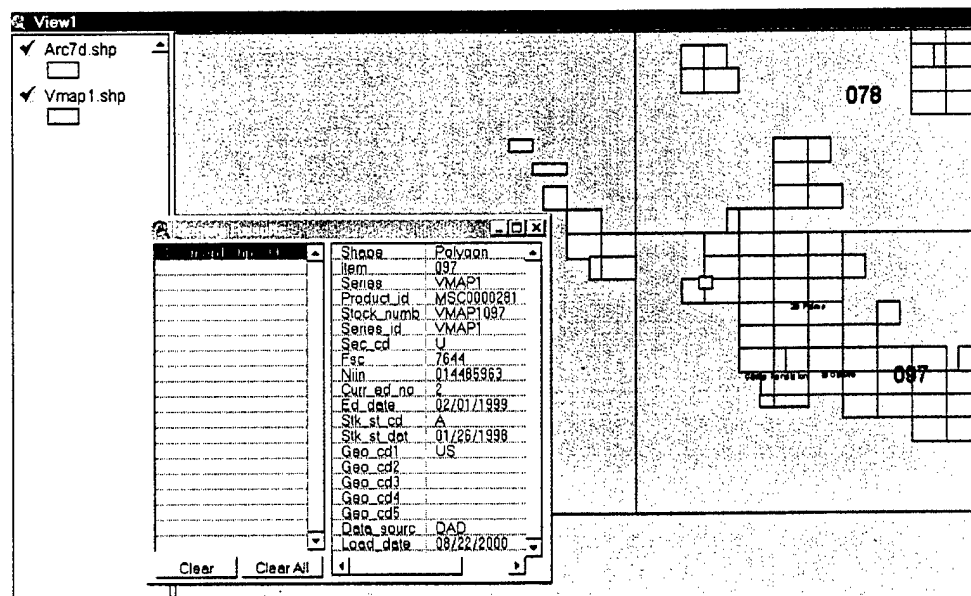 View1
Arc7d.shp
Vmap1.shp
078
Shape Polygon
Item 097
Series VMAP1
Product_id MSC0000281
Stock_numb VMAP1097
Series_id VMAP1
Sec_cd U
Fsc 7644
Niin 014485963
Curr_ed_no 2
Ed_date 02/01/1999
Stk_st_cd A
Stk_st_dat 01/26/1998
Geo_cd1 US
Geo_cd2
Geo_cd3
Geo_cd4
Geo_cd5
Data_sourc DAD
Load_date 08/22/2000
097
Clear Clear All